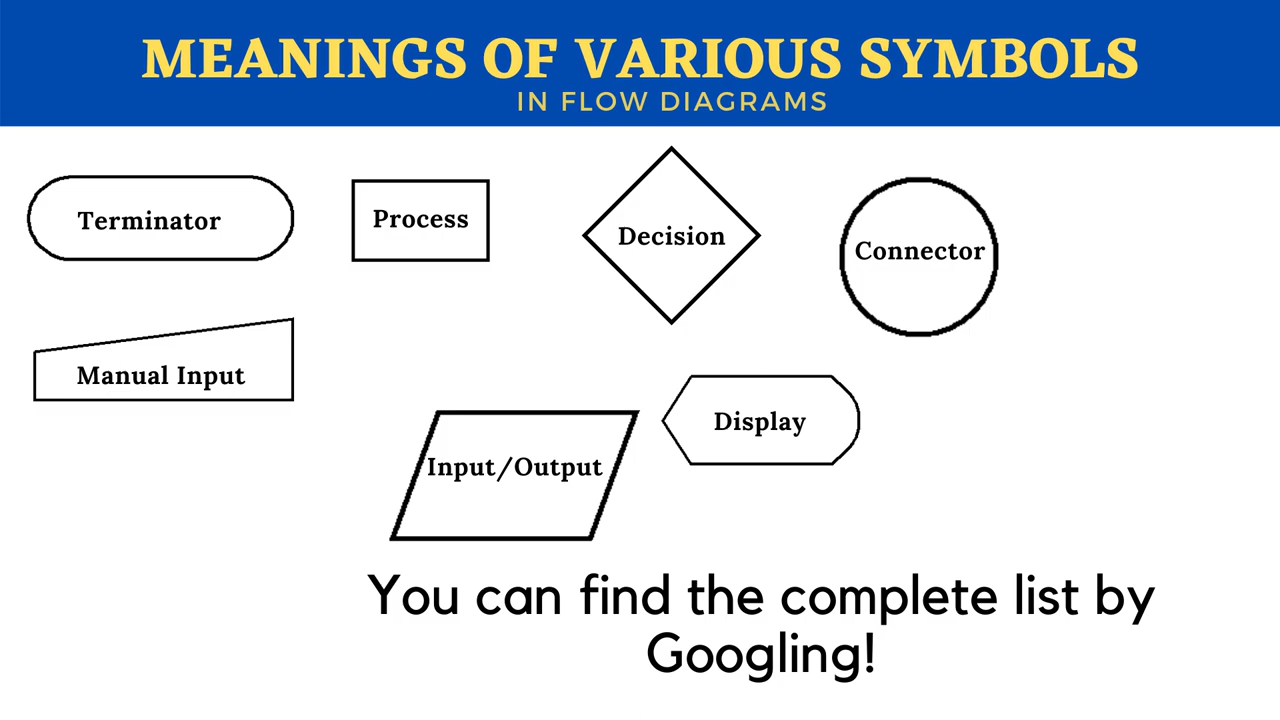 MEANINGS OF VARIOUS SYMBOLS
IN FLOW DIAGRAMS
Terminator
Process
Decision
Connector
Manual Input
Display
Input/Output
You can find the complete list by
Googling!